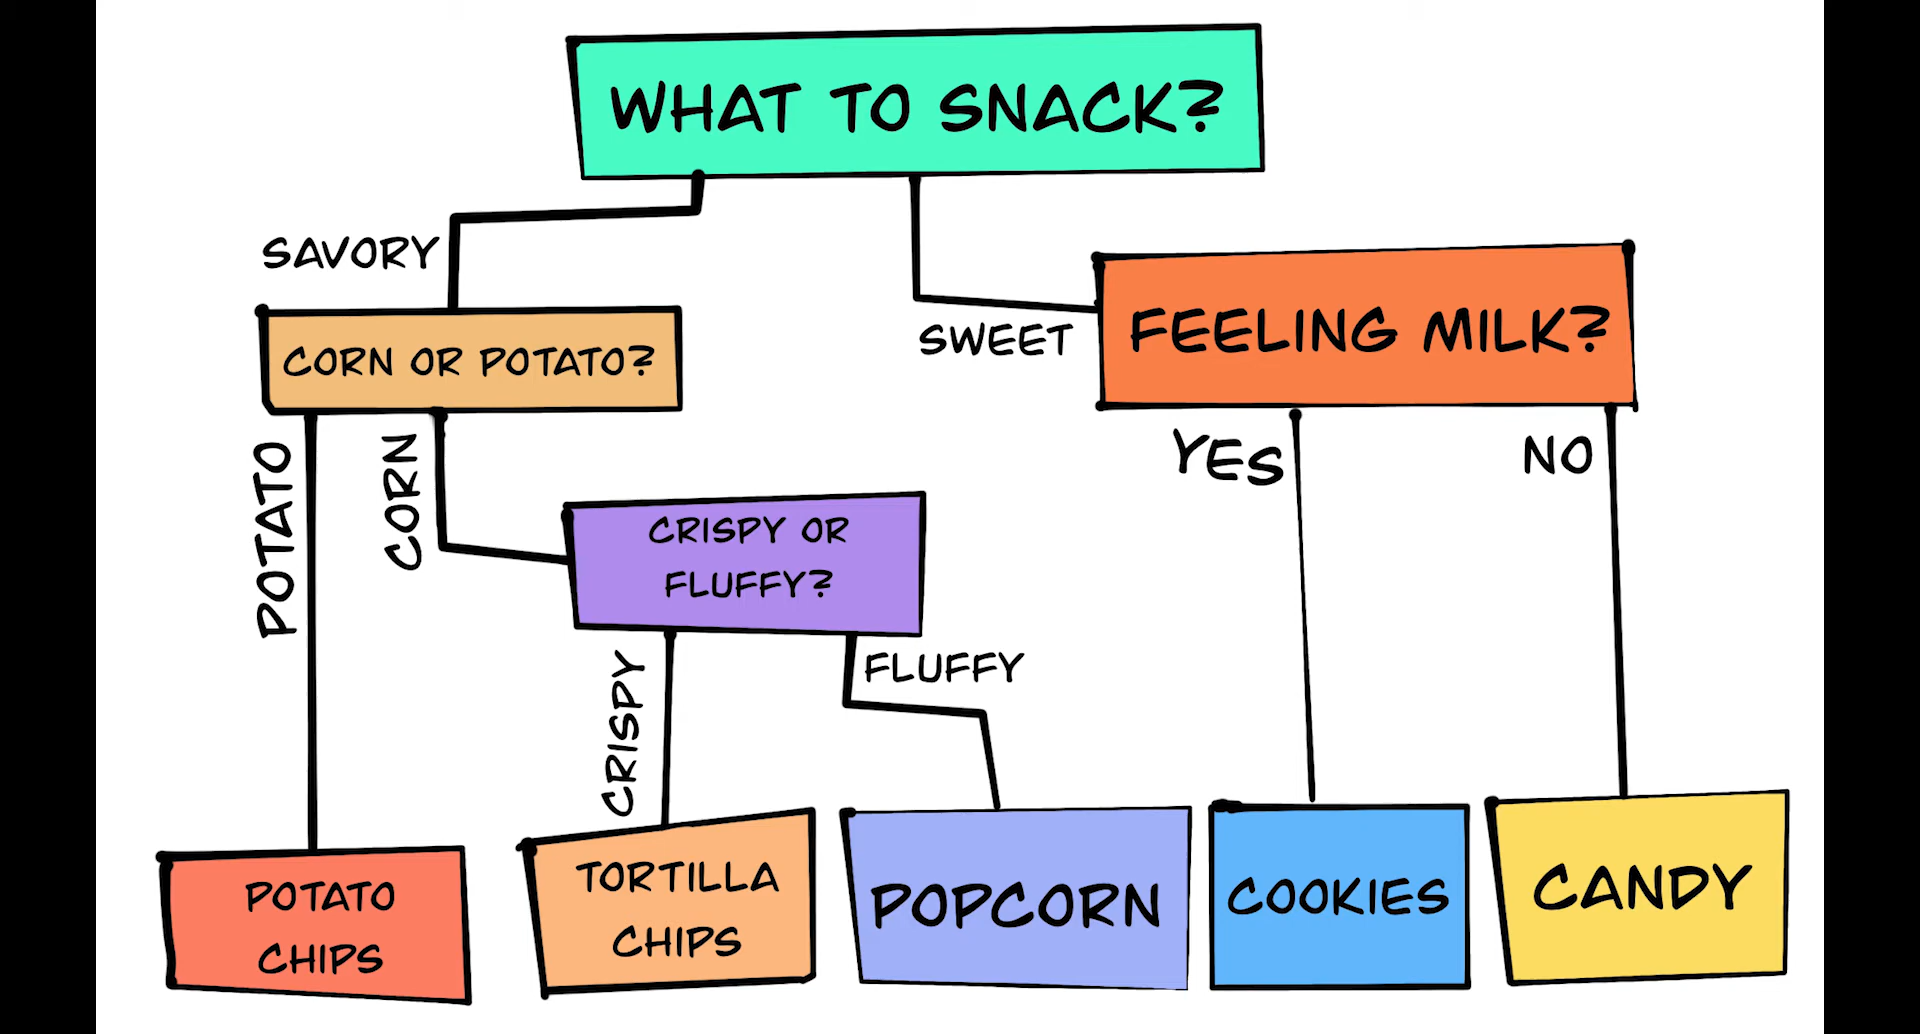 WHAT TO SNACK?
SAVORY
SWEET
CORN OR POTATO?
FEELING MILK?
POTATO
CORN
YES
NO
CRISPY OR
FLUFFY?
CRISPY
FLUFFY
POTATO
CHIPS
TORTILLA
CHIPS
POPCORN
COOKIES
CANDY